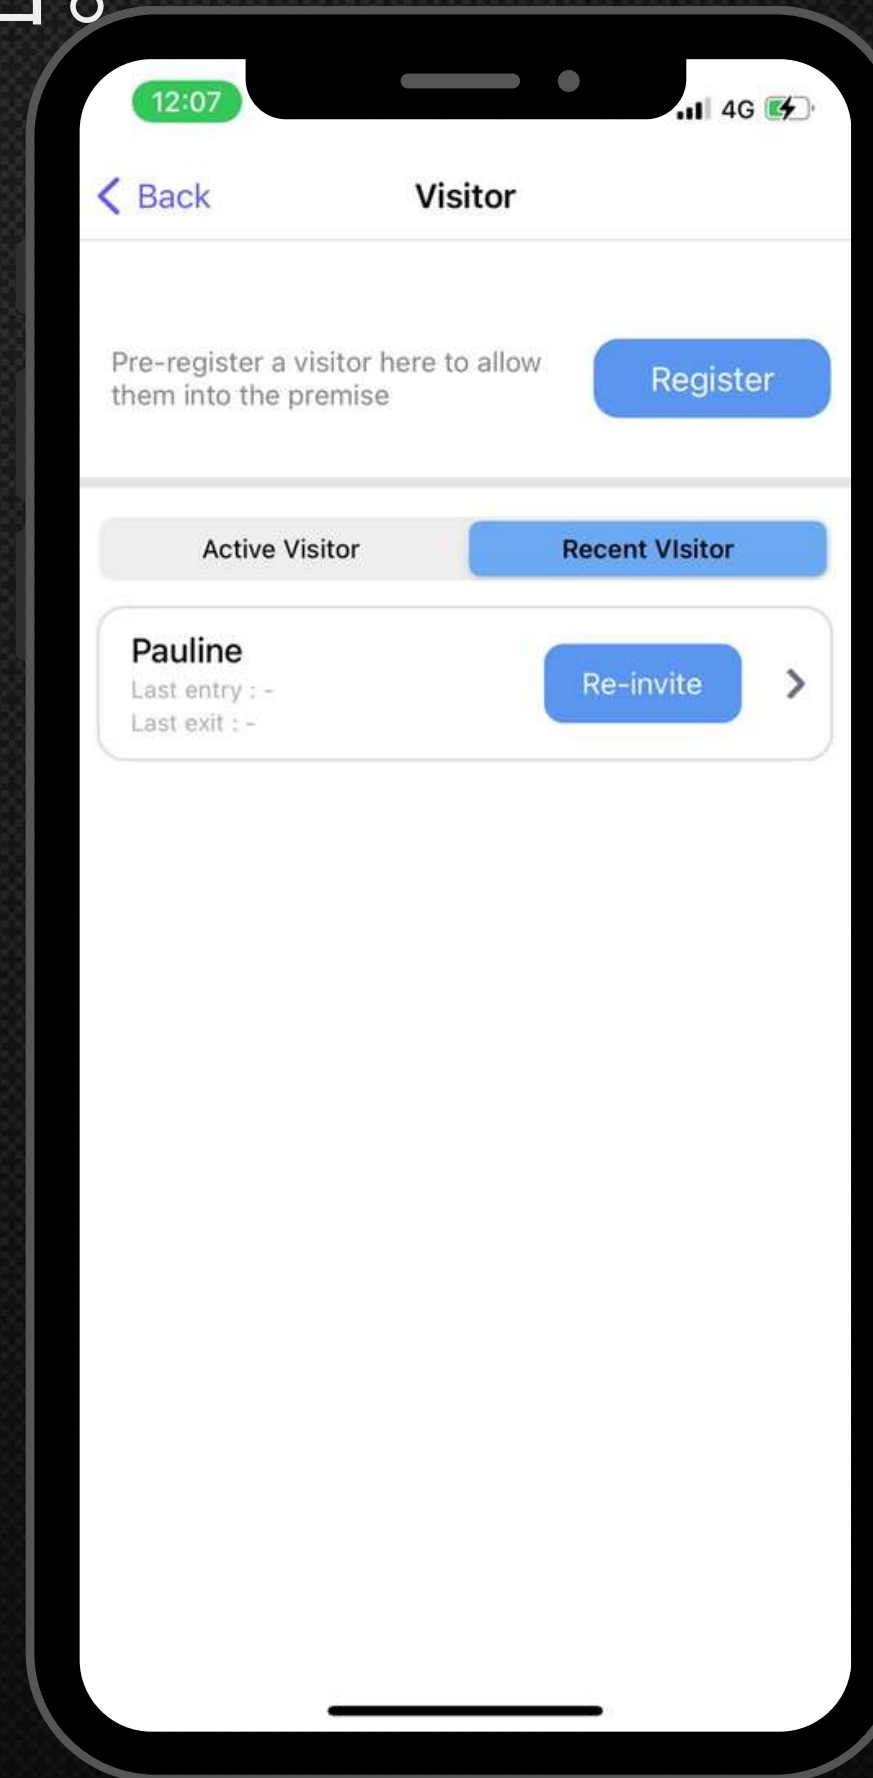 12:07
4G
Back
Visitor
Pre-register a visitor here to allow
them into the premise
Register
Active Visitor
Recent VIsitor
Pauline
Last entry : -
Last exit : -
Re-invite